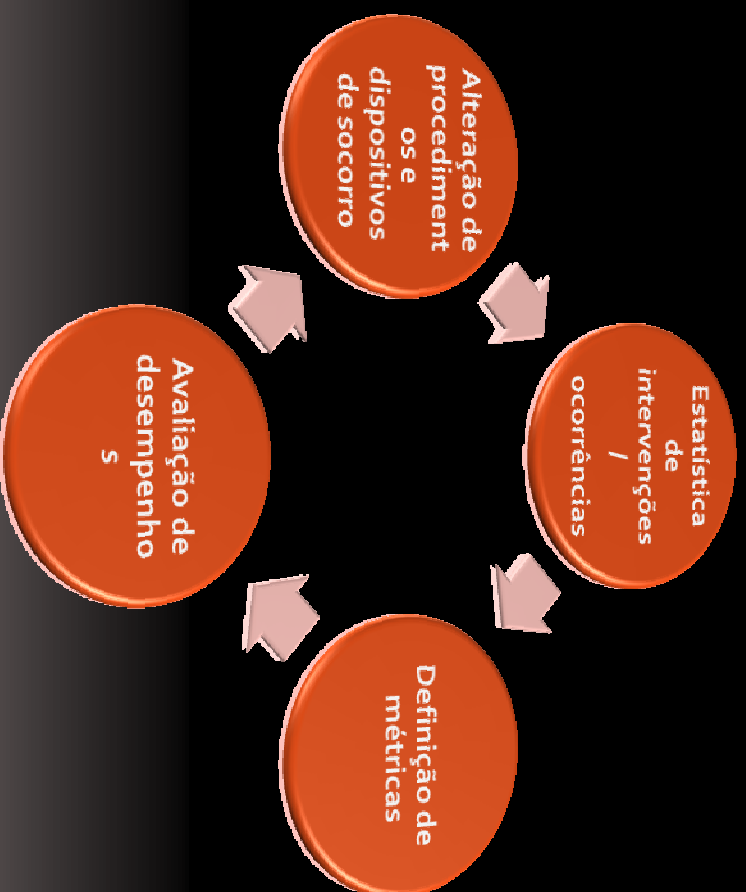 Estatística
de
intervenções
/
ocorrências
Definição de
métricas
Avaliação de
desempenho
s
Alteração de
procediment
os e
dispositivos
de socorro